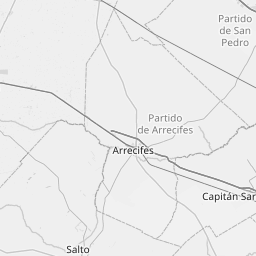 Partido
de San
Pedro
Partido
de Arrecifes
Arrecifes
Capitán Sar
Salto